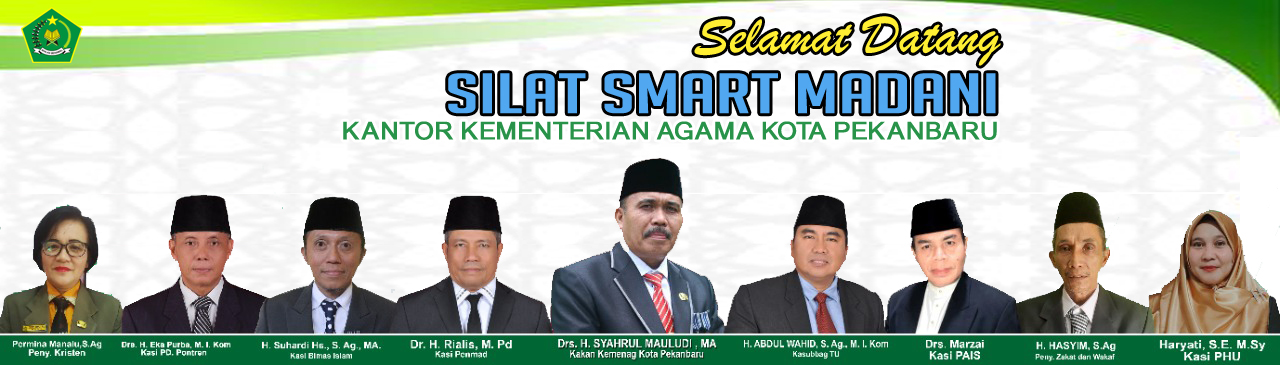 Selamat Datang
SILAT SMART MADANI
KANTOR KEMENTERIAN AGAMA KOTA PEKANBARU
Permina Manalu,S.Ag
Peny. Kristen
Drs. H. Eka Purba, M. I. Kom
Kasi PD. Pontren
H. Suhardi Hs., S. Ag., MA.
Kasi Bimas Islam
Dr. H. Rialis, M. Pd
Kasi Penmad
Drs. H. SYAHRUL MAULUDI , MA
Kakan Kemenag Kota Pekanbaru
H. ABDUL WAHID, S. Ag., M. I. Kom
Kasubbag TU
Drs. Marzai
Kasi PAIS
H. HASYIM, S.Ag
Peny. Zakat dan Wakaf
Haryati, S.E. M.Sy
Kasi PHU